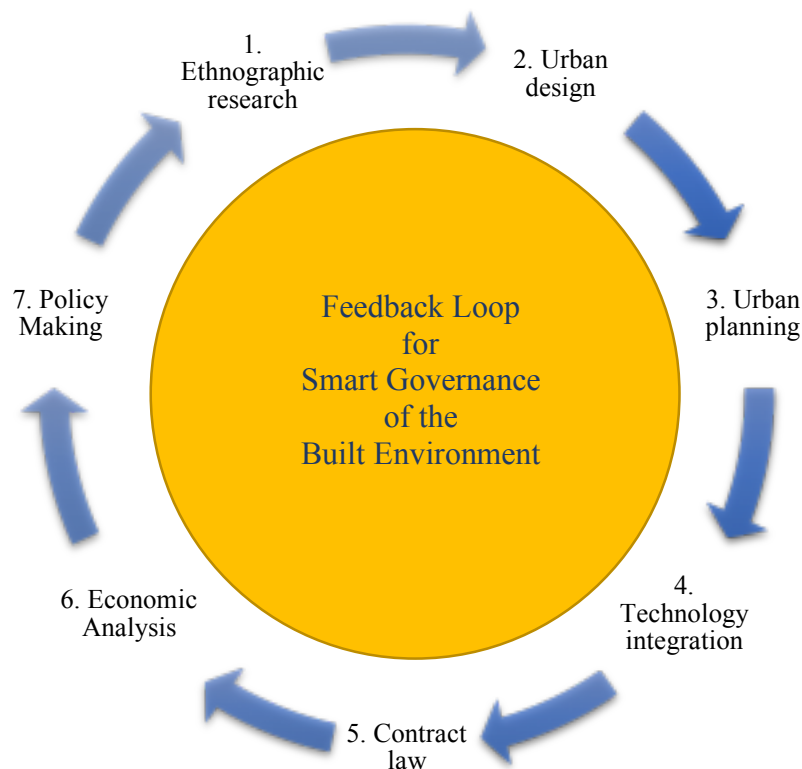 1.
Ethnographic
research
2. Urban
design
3. Urban
planning
4.
Technology
integration
5. Contract
law
6. Economic
Analysis
7. Policy
Making
Feedback Loop
for
Smart Governance
of the
Built Environment